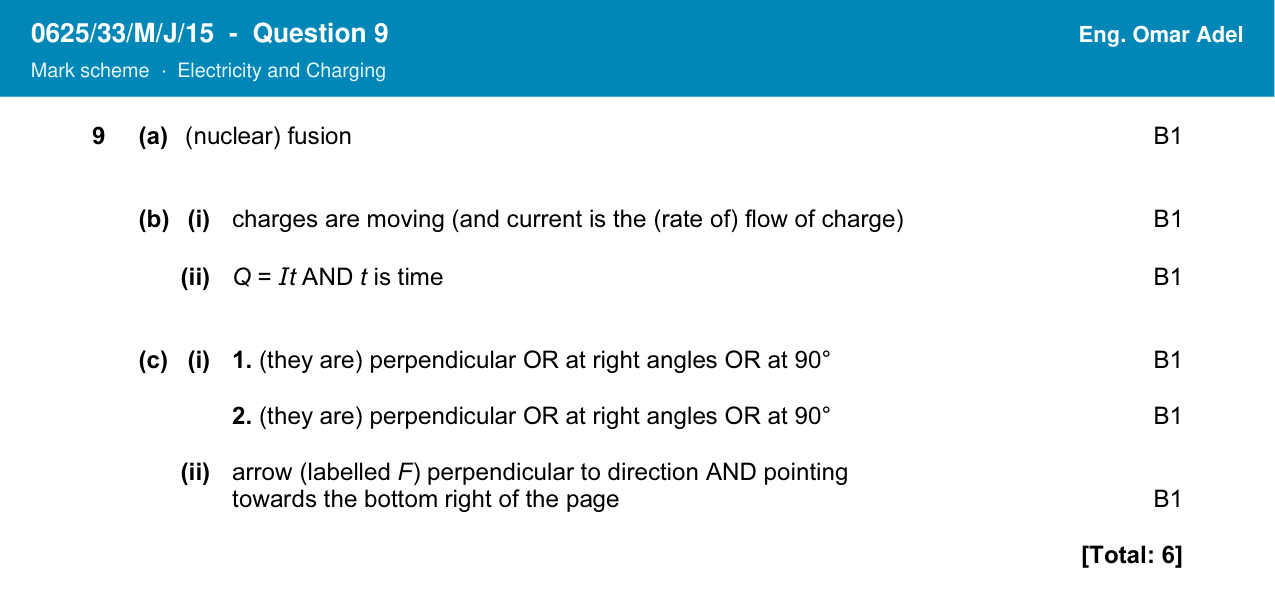 0625/33/M/J/15 - Question 9
Eng. Omar Adel
Mark scheme · Electricity and Charging
9 (a) (nuclear) fusion B1
(b) (i) charges are moving (and current is the (rate of) flow of charge) B1
(ii) Q = It AND t is time B1
(c) (i) 1. (they are) perpendicular OR at right angles OR at 90° B1
2. (they are) perpendicular OR at right angles OR at 90° B1
(ii) arrow (labelled F) perpendicular to direction AND pointing
towards the bottom right of the page B1
[Total: 6]